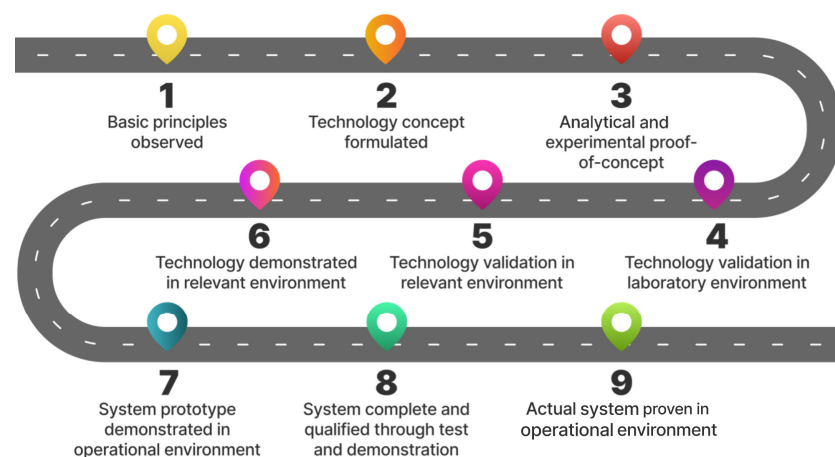 1
Basic principles
observed
2
Technology concept
formulated
3
Analytical and
experimental proof-
of-concept
4
Technology validation in
laboratory environment
5
Technology validation in
relevant environment
6
Technology demonstrated
in relevant environment
7
System prototype
demonstrated in
operational environment
8
System complete and
qualified through test
and demonstration
9
Actual system proven in
operational environment